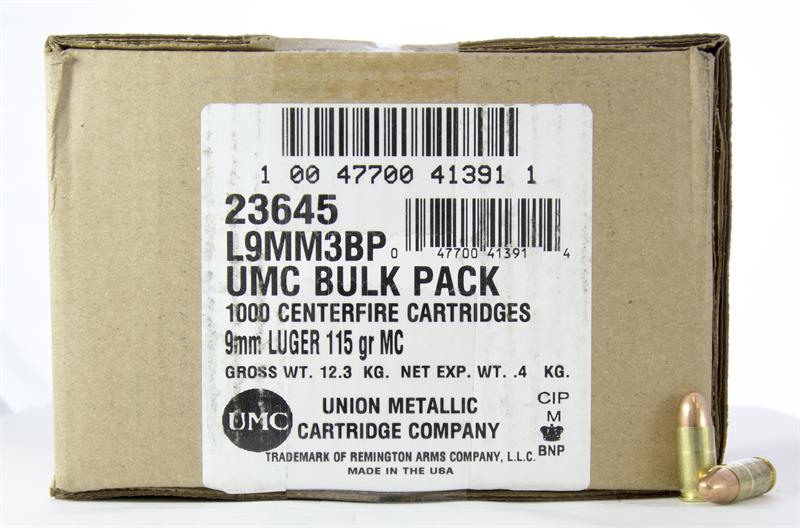 1 00 47700 41391 1
23645
L9MM3BP
0 47700 41391 4
UMC BULK PACK
1000 CENTERFIRE CARTRIDGES
9mm LUGER 115 gr MC
GROSS WT. 12.3 KG. NET EXP. WT. .4 KG.
UMC
UNION METALLIC
CARTRIDGE COMPANY
CIP
M
BNP
TRADEMARK OF REMINGTON ARMS COMPANY, L.L.C.
MADE IN THE USA